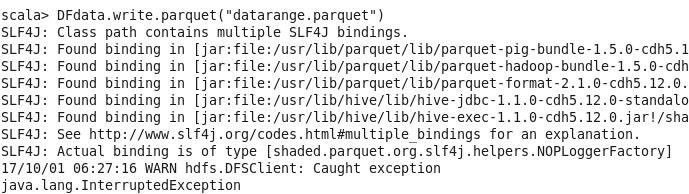 scala> DFdata.write.parquet("datarange.parquet")
SLF4J: Class path contains multiple SLF4J bindings.
SLF4J: Found binding in [jar:file:/usr/lib/parquet/lib/parquet-pig-bundle-1.5.0-cdh5.1
SLF4J: Found binding in [jar:file:/usr/lib/parquet/lib/parquet-hadoop-bundle-1.5.0-cdh
SLF4J: Found binding in [jar:file:/usr/lib/parquet/lib/parquet-format-2.1.0-cdh5.12.0.
SLF4J: Found binding in [jar:file:/usr/lib/hive/lib/hive-jdbc-1.1.0-cdh5.12.0-standalo
SLF4J: Found binding in [jar:file:/usr/lib/hive/lib/hive-exec-1.1.0-cdh5.12.0.jar!/sha
SLF4J: See http://www.slf4j.org/codes.html#multiple_bindings for an explanation.
SLF4J: Actual binding is of type [shaded.parquet.org.slf4j.helpers.NOPLoggerFactory]
17/10/01 06:27:16 WARN hdfs.DFSClient: Caught exception
java.lang.InterruptedException